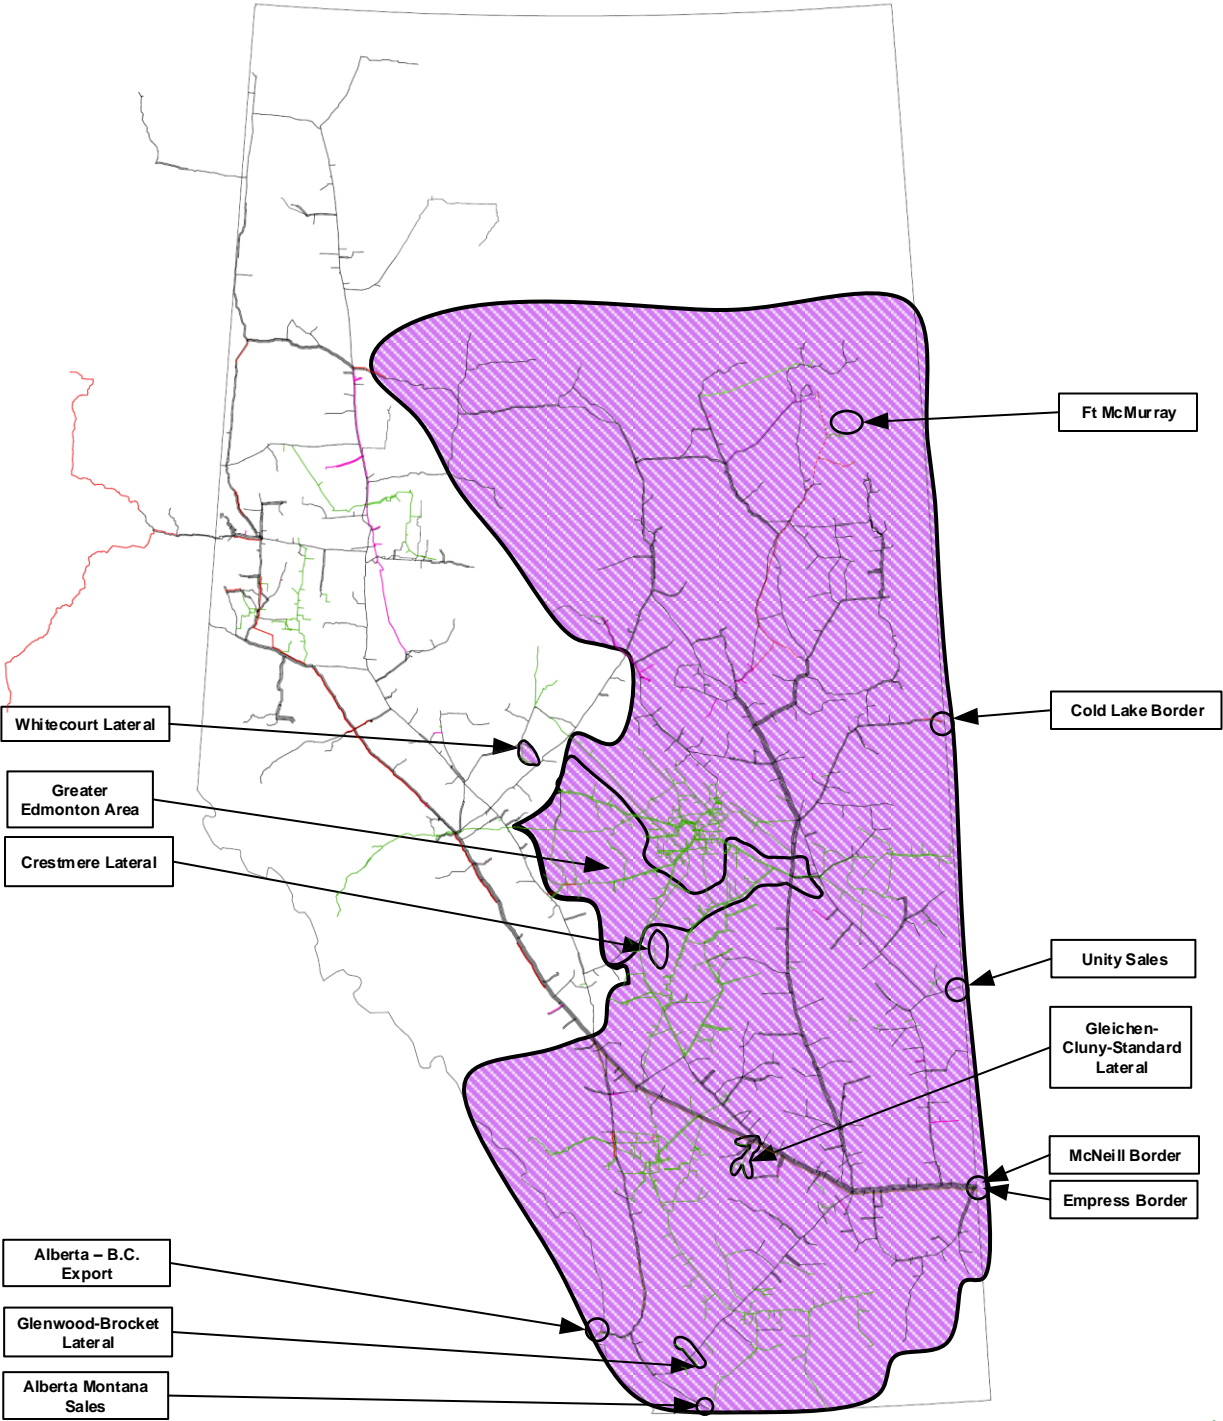 Ft McMurray
Cold Lake Border
Whitecourt Lateral
Greater
Edmonton Area
Crestmere Lateral
Unity Sales
Gleichen-
Cluny-Standard
Lateral
McNeill Border
Empress Border
Alberta – B.C.
Export
Glenwood-Brocket
Lateral
Alberta Montana
Sales